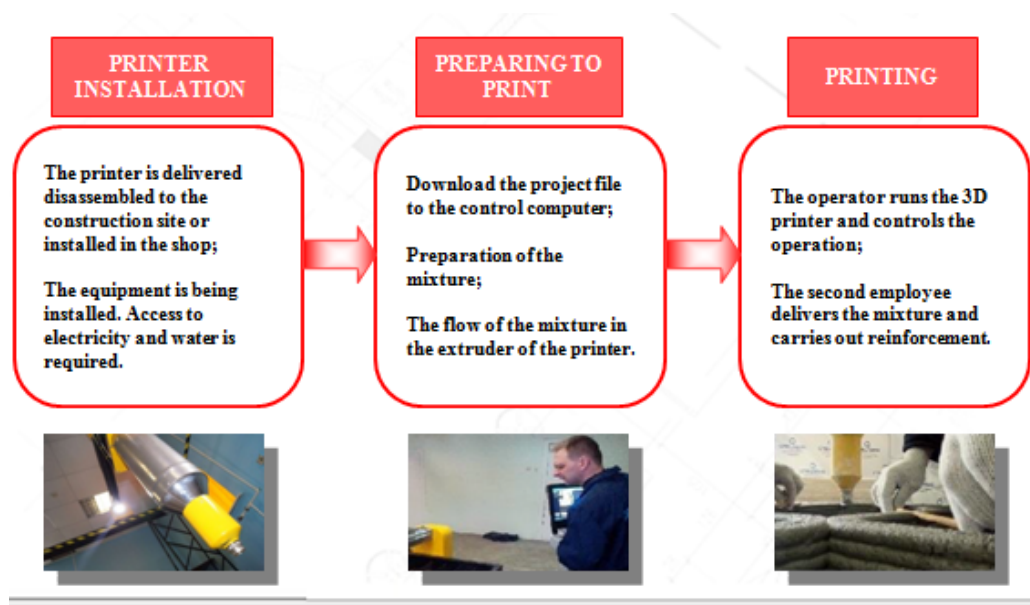 PRINTER
INSTALLATION
The printer is delivered
disassembled to the
construction site or
installed in the shop;
The equipment is being
installed. Access to
electricity and water is
required.
PREPARING TO
PRINT
Download the project file
to the control computer;
Preparation of the
mixture;
The flow of the mixture in
the extruder of the printer.
PRINTING
The operator runs the 3D
printer and controls the
operation;
The second employee
delivers the mixture and
carries out reinforcement.